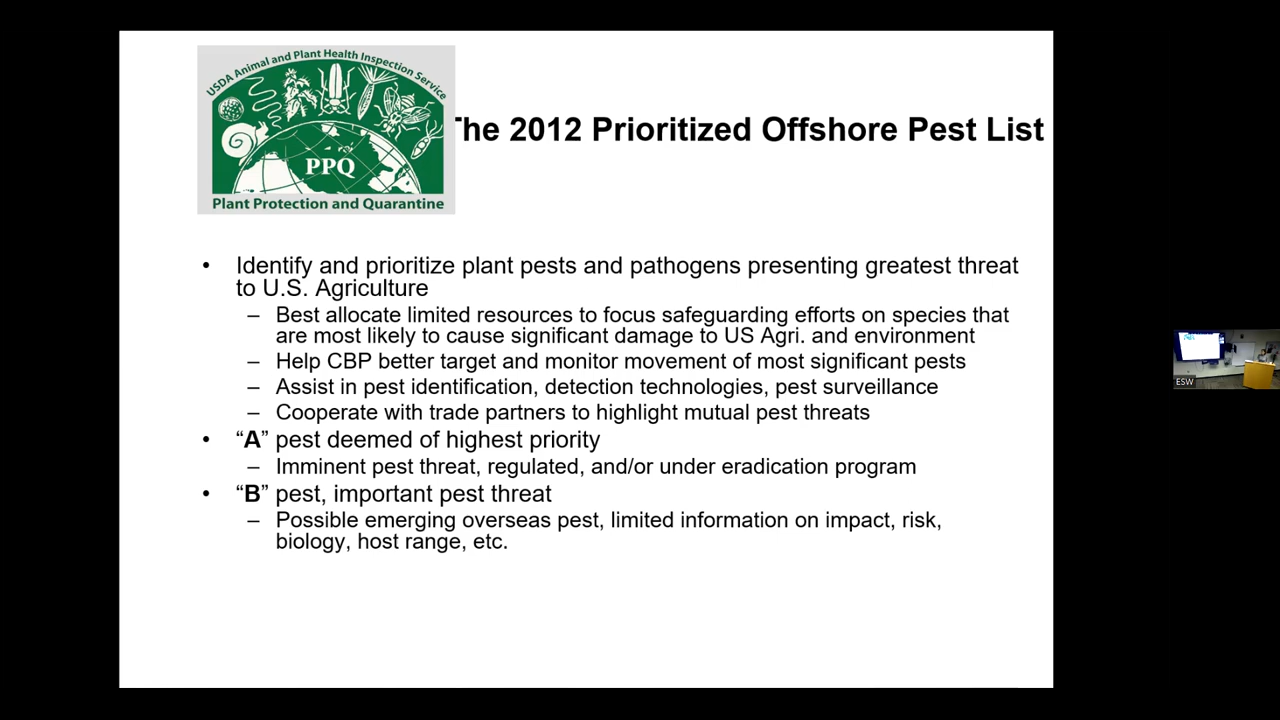 USDA Animal and Plant Health Inspection Service
PPQ
Plant Protection and Quarantine
The 2012 Prioritized Offshore Pest List
• Identify and prioritize plant pests and pathogens presenting greatest threat
to U.S. Agriculture
– Best allocate limited resources to focus safeguarding efforts on species that
are most likely to cause significant damage to US Agri. and environment
– Help CBP better target and monitor movement of most significant pests
– Assist in pest identification, detection technologies, pest surveillance
– Cooperate with trade partners to highlight mutual pest threats
• “A” pest deemed of highest priority
– Imminent pest threat, regulated, and/or under eradication program
• “B” pest, important pest threat
– Possible emerging overseas pest, limited information on impact, risk,
biology, host range, etc.
ESW